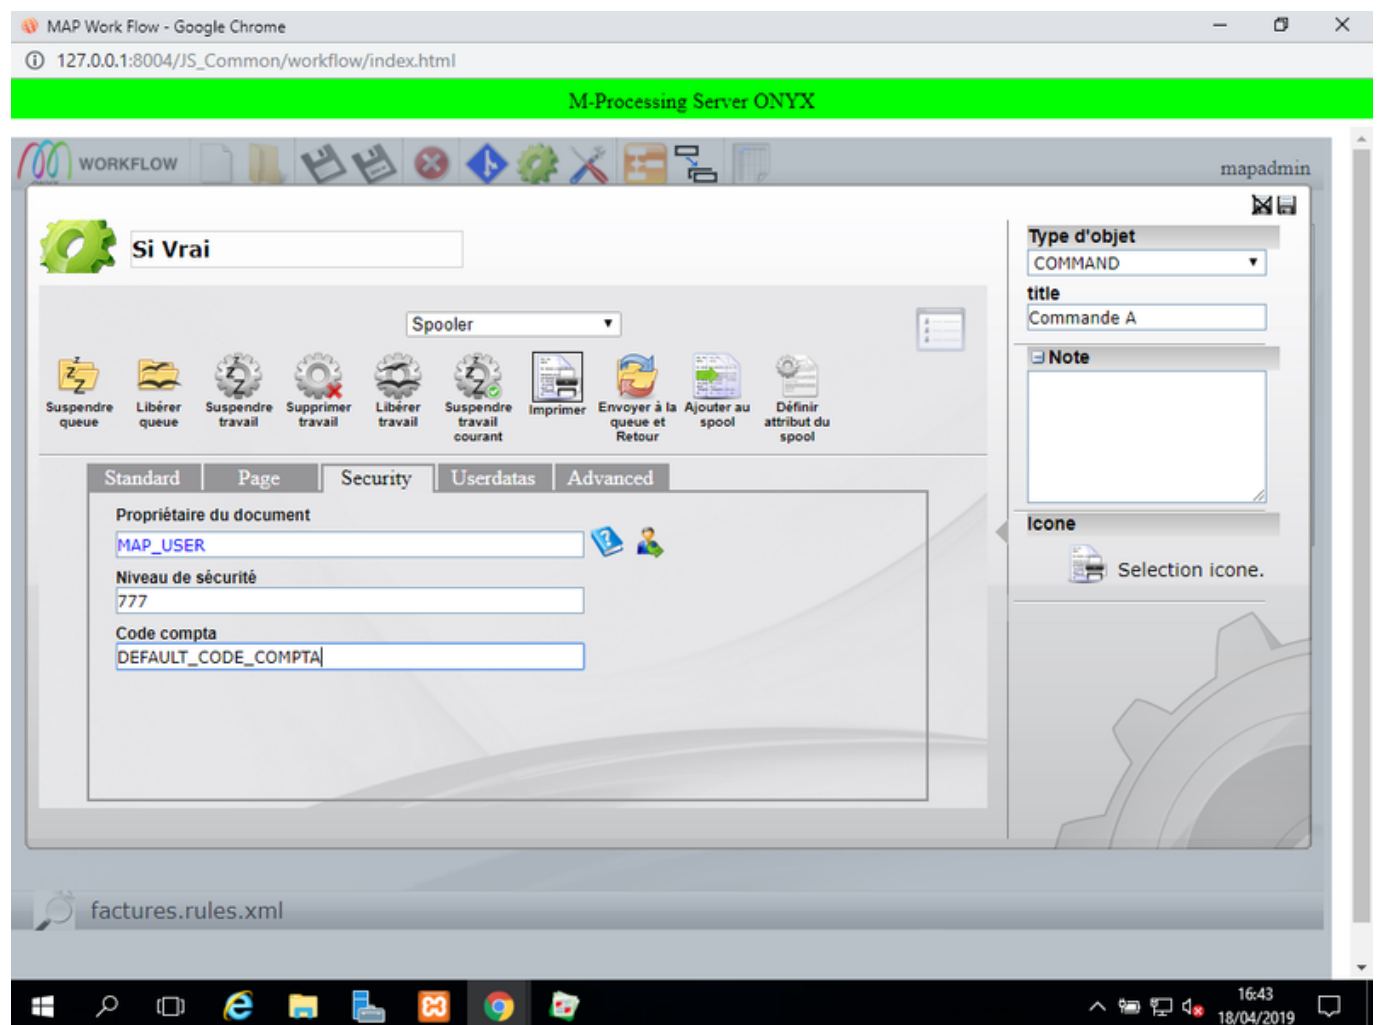 MAP Work Flow - Google Chrome
127.0.0.1:8004/JS_Common/workflow/index.html
M-Processing Server ONYX
WORKFLOW
mapadmin
Si Vrai
Type d'objet
COMMAND
title
Commande A
Note
Spooler
Suspendre queue
Libérer queue
Suspendre travail
Supprimer travail
Libérer travail
Suspendre travail courant
Imprimer
Envoyer à la queue et Retour
Ajouter au spool
Définir attribut du spool
Standard Page Security Userdatas Advanced
Propriétaire du document
MAP_USER
Niveau de sécurité
777
Code compta
DEFAULT_CODE_COMPTA
Icone
Selection icone.
factures.rules.xml
16:43
18/04/2019